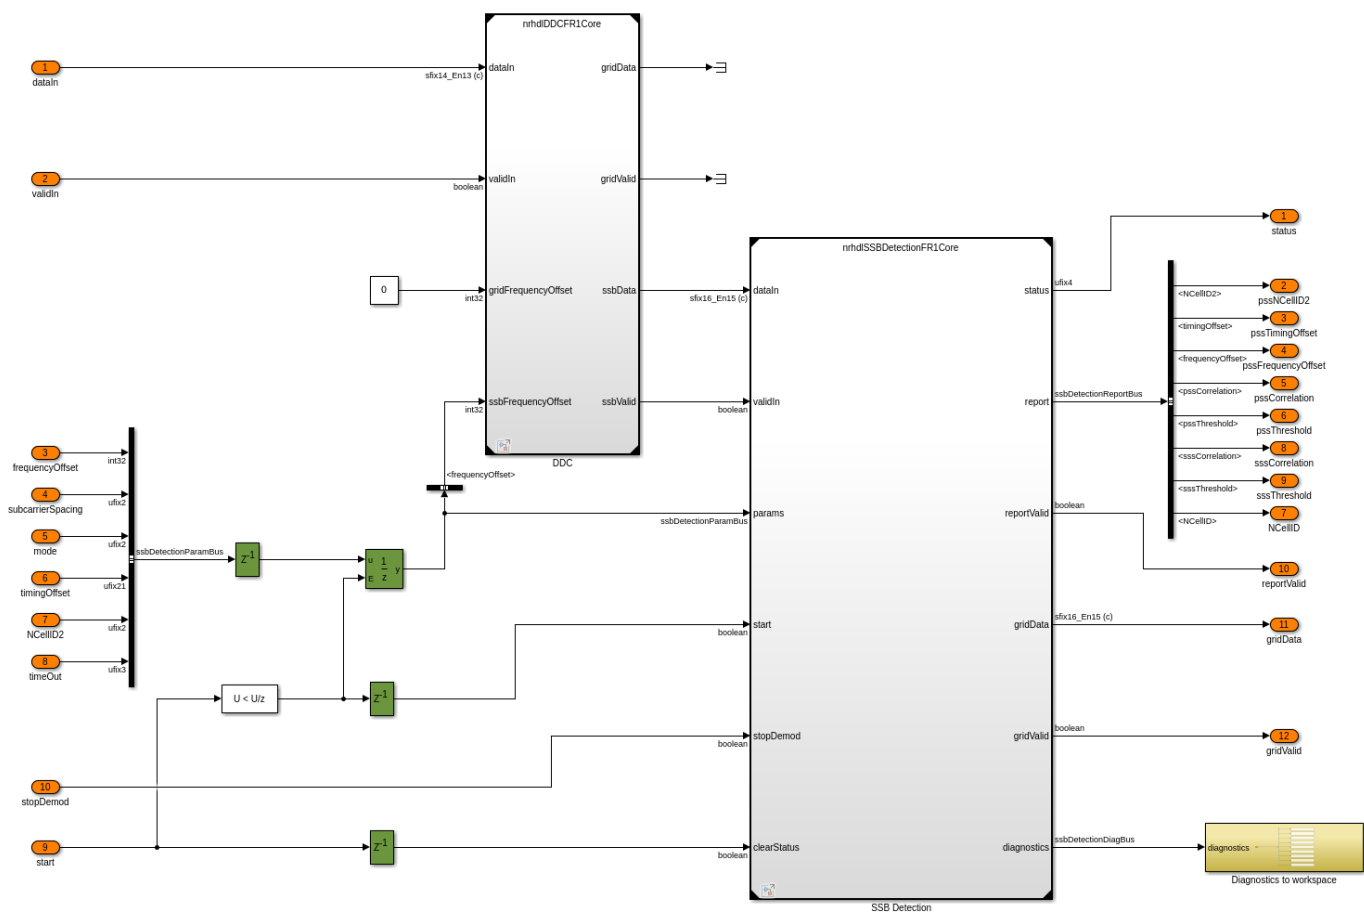 nrhdlDDCFR1Core
1
dataIn
sfix14_En13 (c)
dataIn
gridData
2
validIn
boolean
validIn
gridValid
0
int32
gridFrequencyOffset
ssbData
int32
ssbFrequencyOffset
ssbValid
DDC
<frequencyOffset>
3
frequencyOffset
int32
4
subcarrierSpacing
ufix2
5
mode
ufix2
6
timingOffset
ufix21
7
NCellID2
ufix2
8
timeOut
ufix3
ssbDetectionParamBus
Z-1
u
E
1
z
y
U < U/z
Z-1
10
stopDemod
9
start
Z-1
nrhdlSSBDetectionFR1Core
sfix16_En15 (c)
dataIn
status
ufix4
boolean
validIn
report
ssbDetectionReportBus
ssbDetectionParamBus
params
reportValid
boolean
boolean
start
gridData
sfix16_En15 (c)
boolean
stopDemod
gridValid
boolean
boolean
clearStatus
diagnostics
ssbDetectionDiagBus
SSB Detection
1
status
<NCellID2>
2
pssNCellID2
<timingOffset>
3
pssTimingOffset
<frequencyOffset>
4
pssFrequencyOffset
<pssCorrelation>
5
pssCorrelation
<pssThreshold>
6
pssThreshold
<sssCorrelation>
8
sssCorrelation
<sssThreshold>
9
sssThreshold
<NCellID>
7
NCellID
10
reportValid
11
gridData
12
gridValid
diagnostics
Diagnostics to workspace